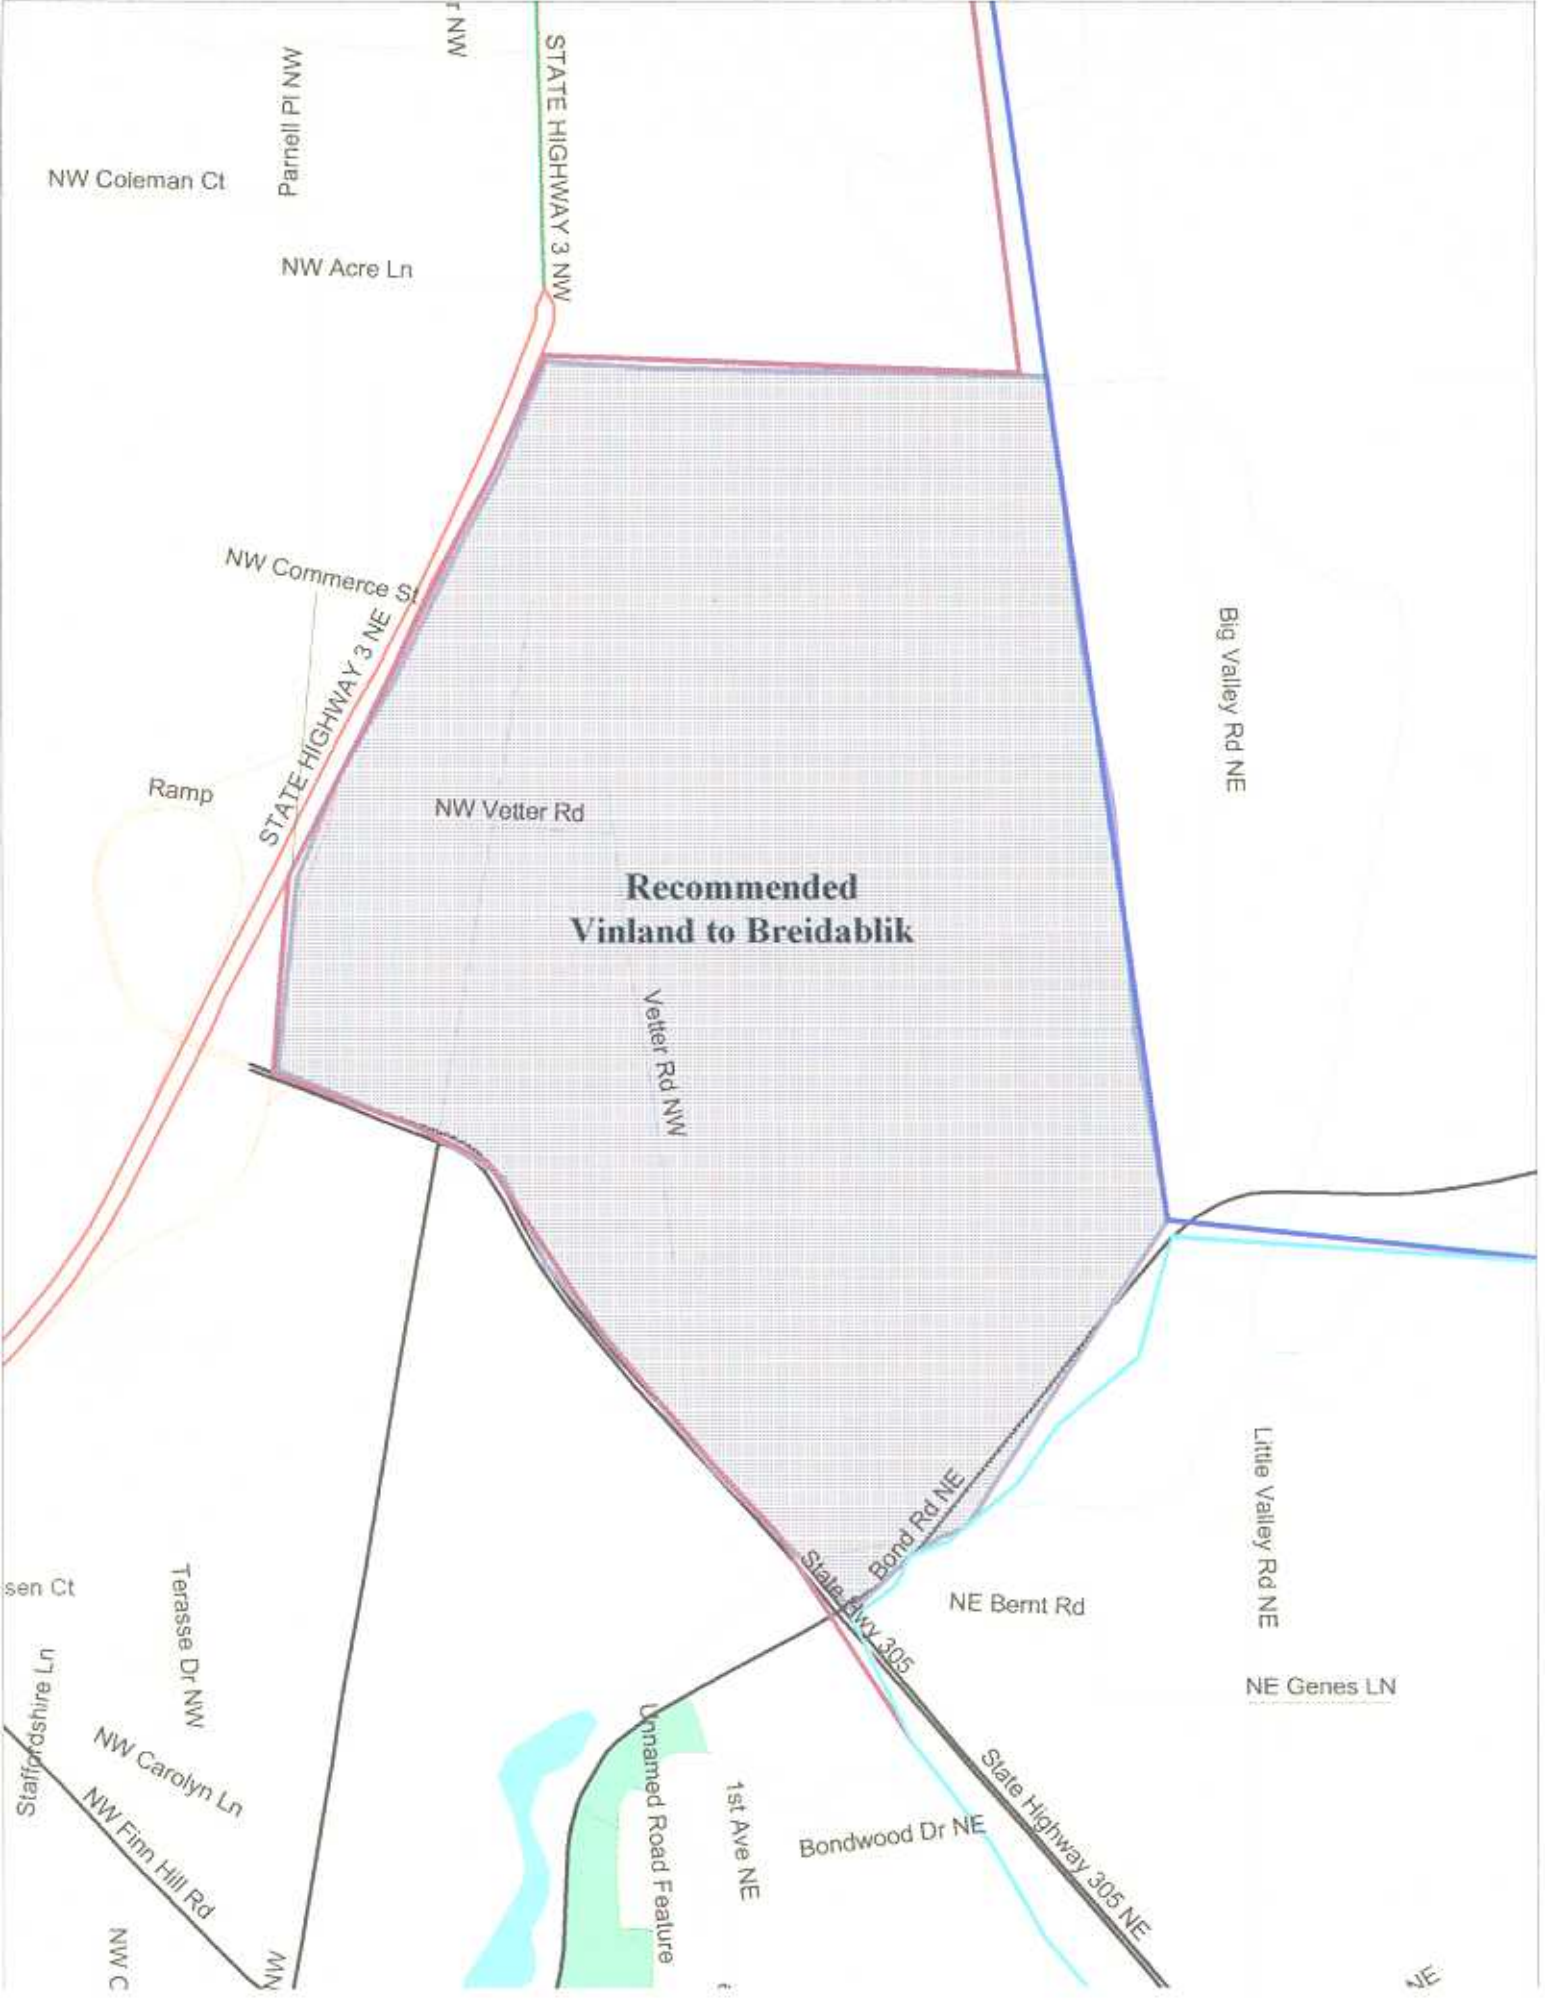 r NW
STATE HIGHWAY 3 NW
Parnell Pl NW
NW Coleman Ct
NW Acre Ln
NW Commerce St
STATE HIGHWAY 3 NE
Big Valley Rd NE
Ramp
NW Vetter Rd
Recommended
Vinland to Breidablik
Vetter Rd NW
Little Valley Rd NE
Bond Rd NE
State Hwy 305
NE Bernt Rd
sen Ct
Terasse Dr NW
Staffordshire Ln
NE Genes LN
NW Carolyn Ln
NW Finn Hill Rd
Unnamed Road Feature
1st Ave NE
Bondwood Dr NE
State Highway 305 NE
NW C
NW
NE